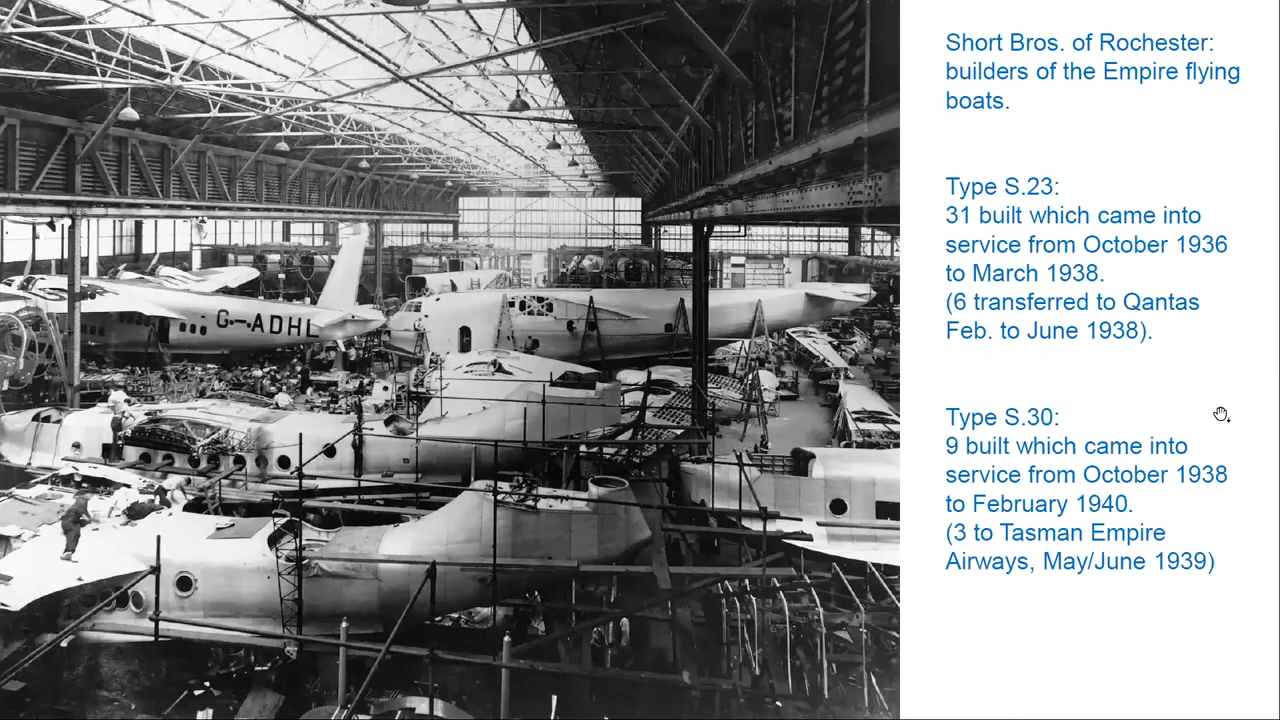 Short Bros. of Rochester:
builders of the Empire flying
boats.
Type S.23:
31 built which came into
service from October 1936
to March 1938.
(6 transferred to Qantas
Feb. to June 1938).
Type S.30:
9 built which came into
service from October 1938
to February 1940.
(3 to Tasman Empire
Airways, May/June 1939)
G-ADHL